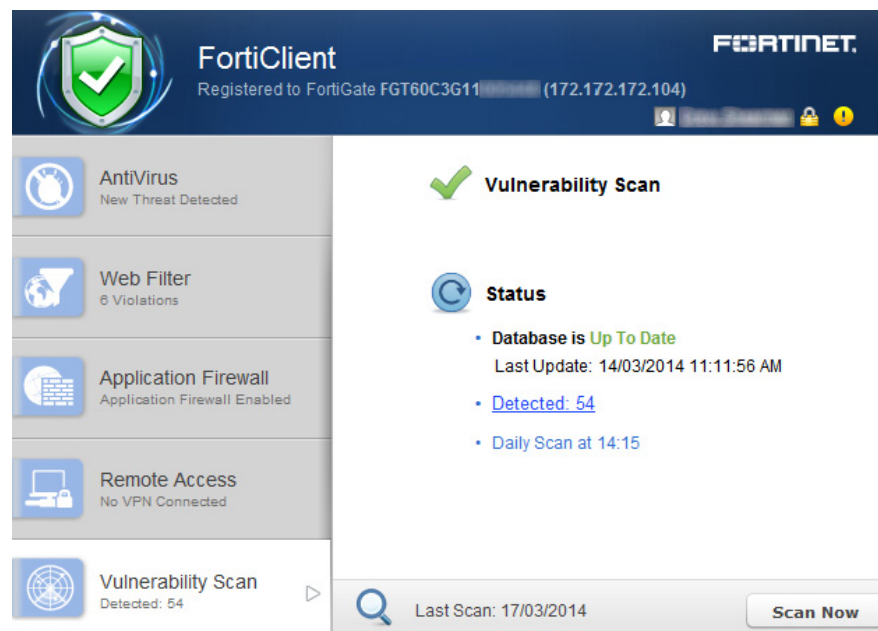 FortiClient
FORTINET.
Registered to FortiGate FGT60C3G11 (172.172.172.104)
AntiVirus
New Threat Detected
Web Filter
6 Violations
Application Firewall
Application Firewall Enabled
Remote Access
No VPN Connected
Vulnerability Scan
Detected: 54
Vulnerability Scan
Status
• Database is Up To Date
Last Update: 14/03/2014 11:11:56 AM
• Detected: 54
• Daily Scan at 14:15
Last Scan: 17/03/2014
Scan Now